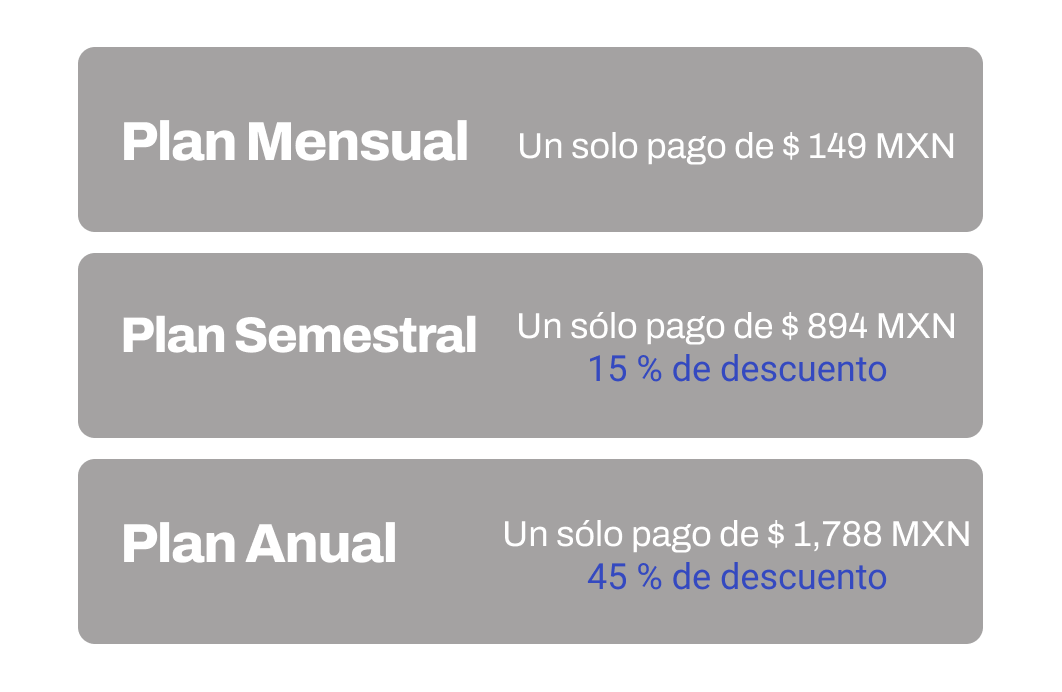 Plan Mensual
Un solo pago de $ 149 MXN
Plan Semestral
Un sólo pago de $ 894 MXN
15 % de descuento
Plan Anual
Un sólo pago de $ 1,788 MXN
45 % de descuento